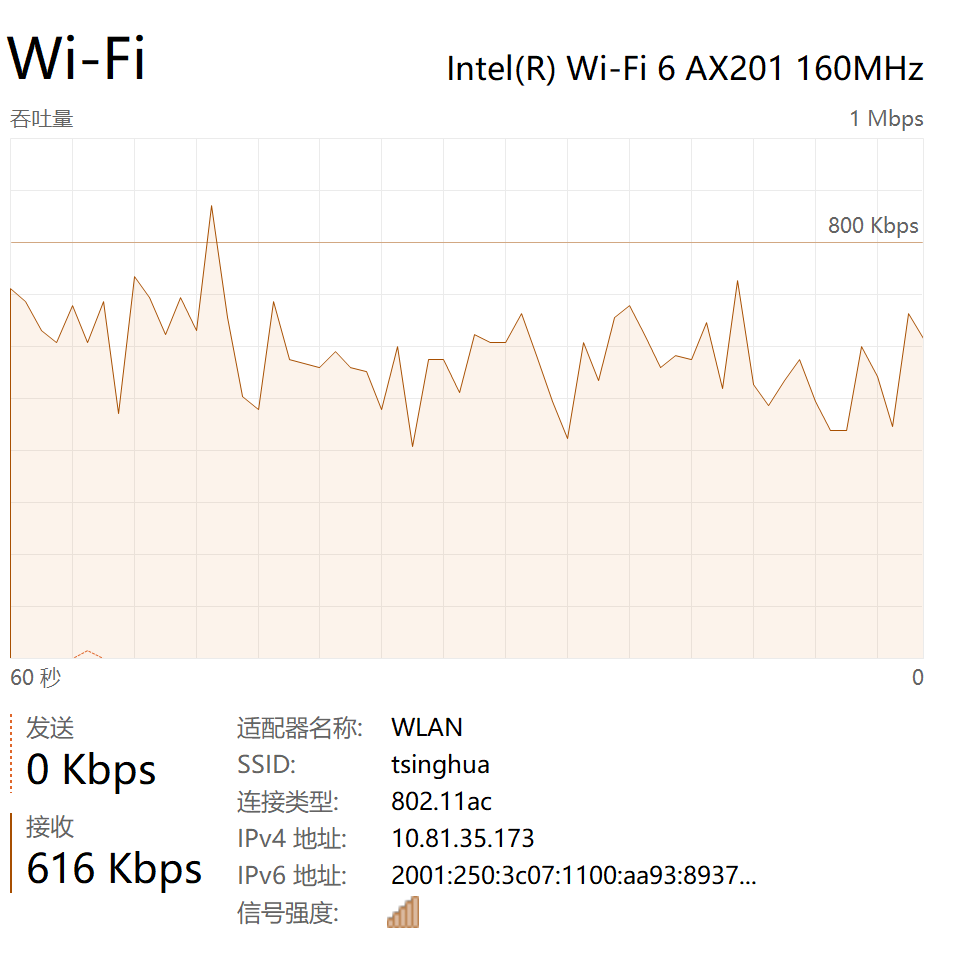 Wi-Fi
Intel(R) Wi-Fi 6 AX201 160MHz
吞吐量
1 Mbps
800 Kbps
60 秒
0
发送
0 Kbps
接收
616 Kbps
适配器名称: WLAN
SSID: tsinghua
连接类型: 802.11ac
IPv4 地址: 10.81.35.173
IPv6 地址: 2001:250:3c07:1100:aa93:8937...
信号强度: